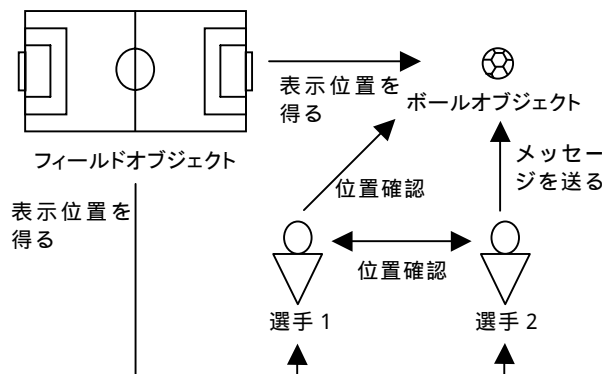 表示位置を
得る
ボールオブジェクト
フィールドオブジェクト
メッセー
ジを送る
位置確認
表示位置を
得る
位置確認
選手1
選手2